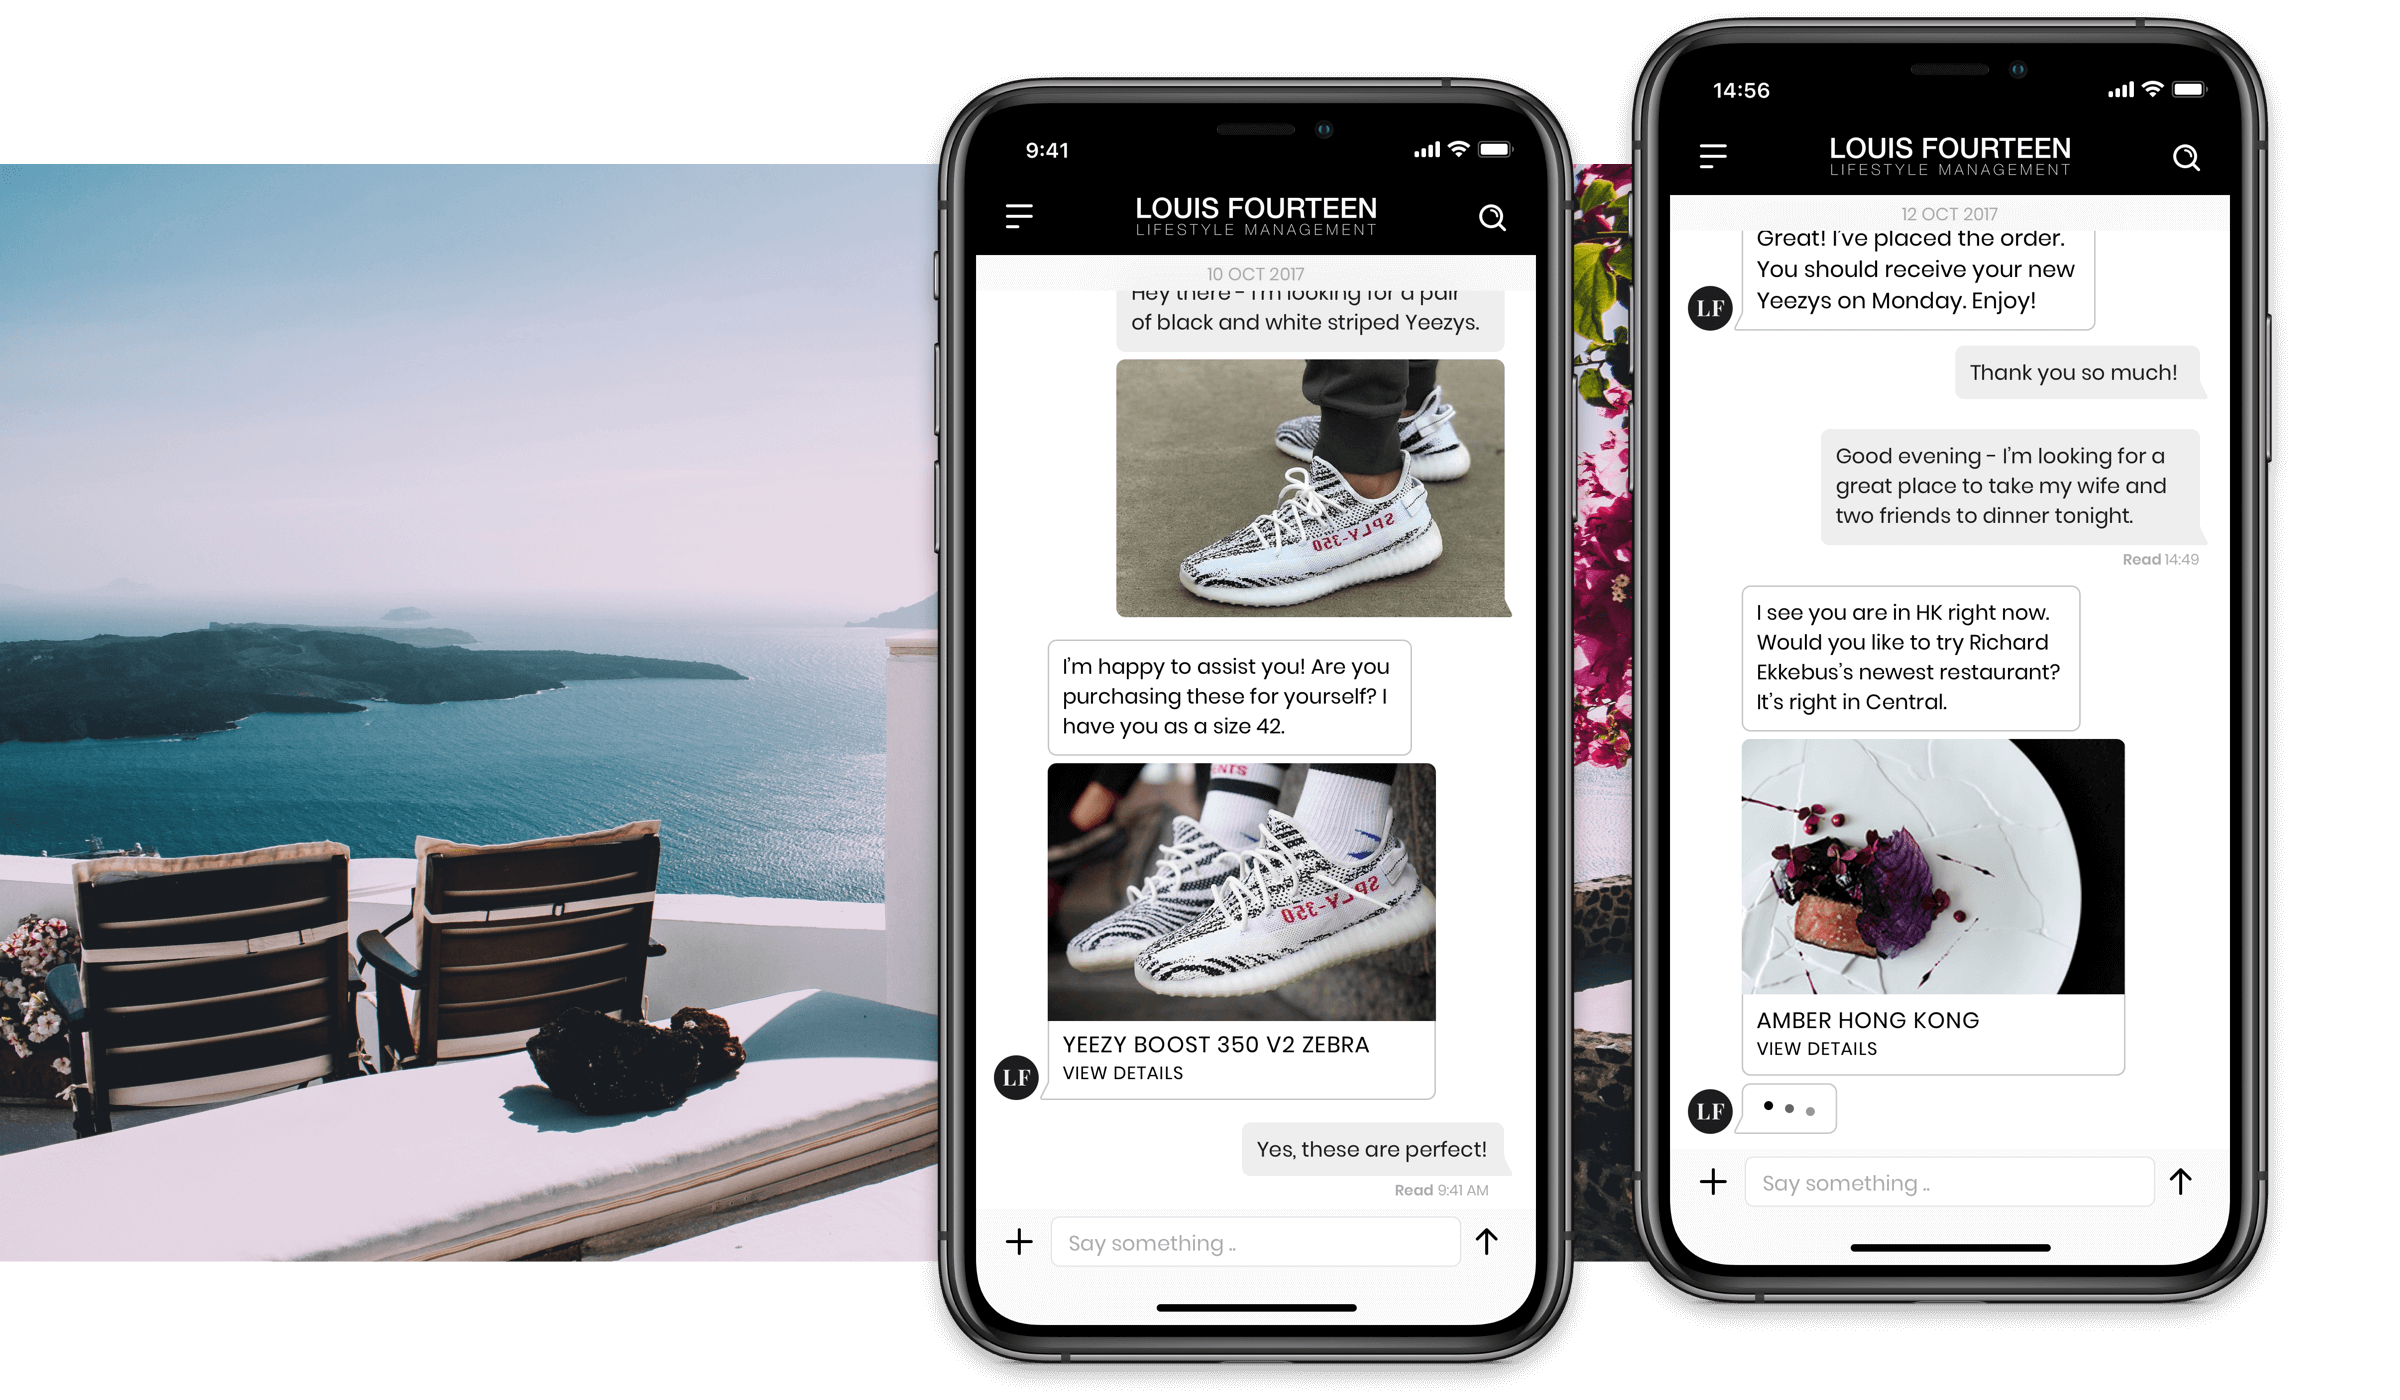 9:41
LOUIS FOURTEEN
LIFESTYLE MANAGEMENT
10 OCT 2017
Hey there - I'm looking for a pair
of black and white striped Yeezys.
SPLY-350
I'm happy to assist you! Are you
purchasing these for yourself? I
have you as a size 42.
SPLY-350
YEEZY BOOST 350 V2 ZEBRA
VIEW DETAILS
LF
Yes, these are perfect!
Read 9:41 AM
Say something ..
14:56
LOUIS FOURTEEN
LIFESTYLE MANAGEMENT
12 OCT 2017
Great! I've placed the order.
You should receive your new
Yeezys on Monday. Enjoy!
LF
Thank you so much!
Good evening - I'm looking for a
great place to take my wife and
two friends to dinner tonight.
Read 14:49
I see you are in HK right now.
Would you like to try Richard
Ekkebus's newest restaurant?
It's right in Central.
AMBER HONG KONG
VIEW DETAILS
LF
Say something ..